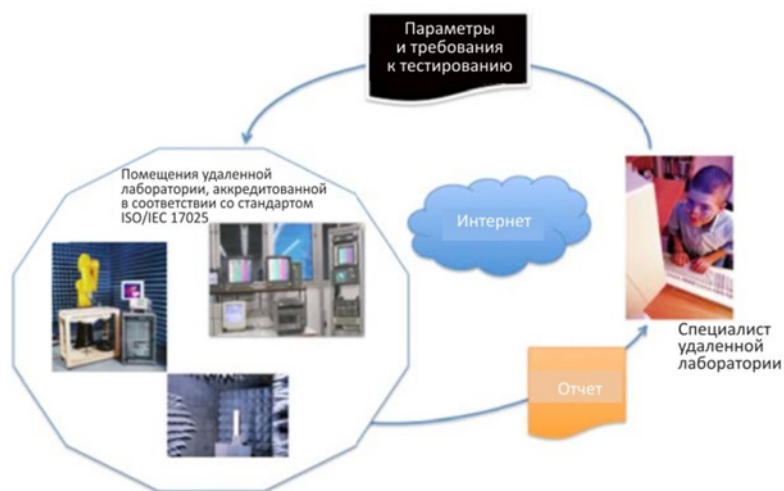 Параметры
и требования
к тестированию
Помещения удаленной
лаборатории, аккредитованной
в соответствии со стандартом
ISO/IEC 17025
Интернет
Специалист
удаленной
лаборатории
Отчет